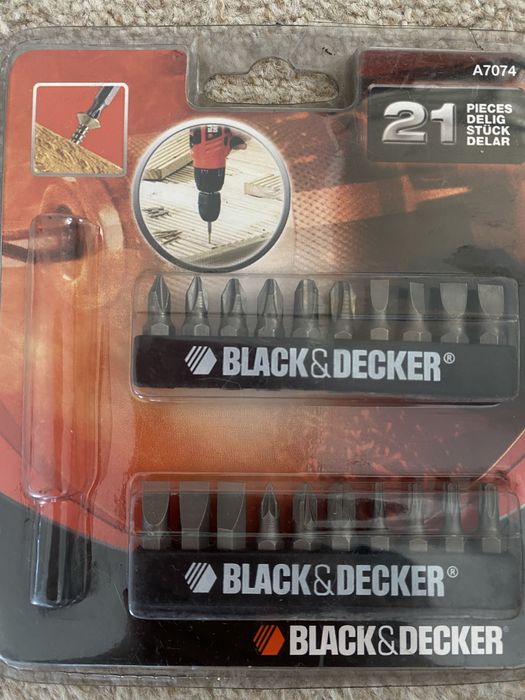 A7074
21 PIECES
DELIG
STÜCK
DELAR
BLACK&DECKER®
BLACK&DECKER®
BLACK&DECKER®